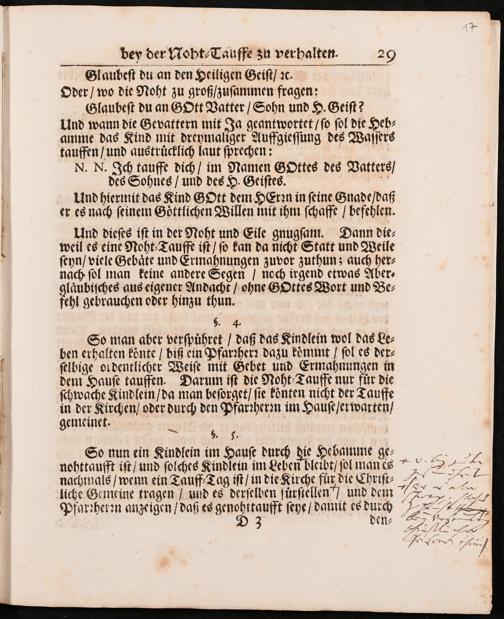 17
bey der Noht-Tauffe zu verhalten. 29
Glaubest du an den Heiligen Geist/ ꝛc.
Oder/ wo die Noht zu groß/zusammen fragen:
Glaubest du an GOtt Vatter/ Sohn und H. Geist?
Und wann die Gevattern mit Ja geantwortet/so sol die Heb-
amme das Kind mit dreymaliger Auffgiessung des Wassers
tauffen/ und austrücklich laut sprechen:
N. N. Ich tauffe dich/ im Namen GOttes des Vatters/
des Sohnes/ und des H. Geistes.
Und hiermit das Kind GOtt dem HErrn in seine Gnade/daß
er es nach seinem Göttlichen Willen mit ihm schaffe/ befehlen.
Und dieses ist in der Noht und Eile gnugsam. Dann die-
weil es eine Noht-Tauffe ist/ so kan da nicht Statt und Weile
seyn/ viele Gebäte und Ermahnungen zuvor zuthun; auch her-
nach sol man keine andere Segen/ noch irgend etwas Aber-
gläubisches aus eigener Andacht/ ohne GOttes Wort und Be-
fehl gebrauchen oder hinzu thun.
§. 4.
So man aber verspühret/ daß das Kindlein wol das Le-
ben erhalten könte/ biß ein Pfarꝛherꝛ dazu kömmt/ sol es der-
selbige ordentlicher Weise mit Gebet und Ermahnungen in
dem Hause tauffen. Darum ist die Noht-Tauffe nur für die
schwache Kindlein/da man besorget/sie könten nicht der Tauffe
in der Kirchen/ oder durch den Pfarꝛherꝛn im Hause/erwarten/
gemeinet.
§. 5.
So nun ein Kindlein im Hause durch die Hebamme ge-
nohttaufft ist/ und solches Kindlein im Leben bleibt/ sol man es
nachmals/ wenn ein Tauff-Tag ist/ in die Kirche für die Christ-
liche Gemeine tragen/ und es derselben fürstellen/ und dem
Pfarꝛherꝛn anzeigen/ daß es genohttaufft seye/ damit es durch
D 3 den-